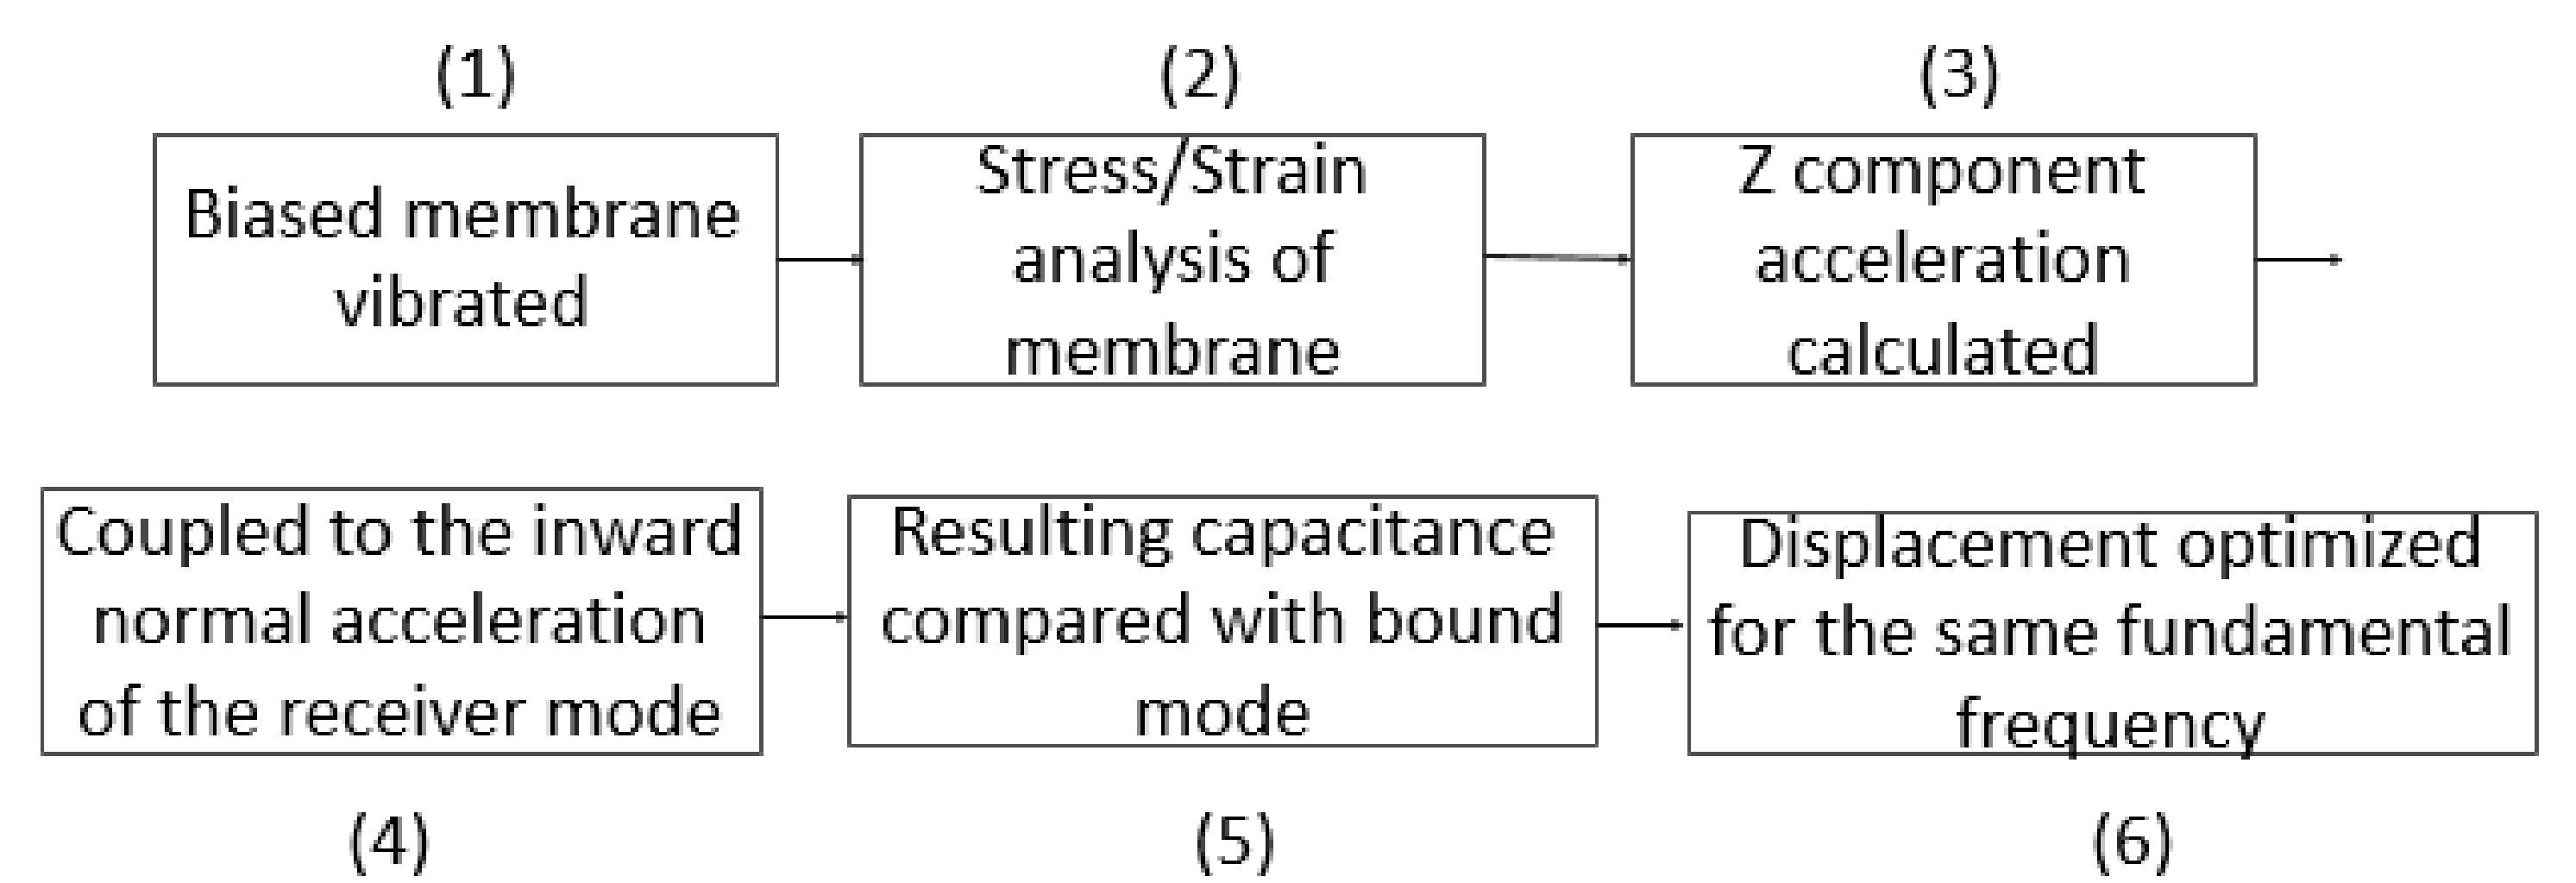 (1)
(2)
(3)
Biased membrane
vibrated
Stress/Strain
analysis of
membrane
Z component
acceleration
calculated
Coupled to the inward
normal acceleration
of the receiver mode
Resulting capacitance
compared with bound
mode
Displacement optimized
for the same fundamental
frequency
(4)
(5)
(6)